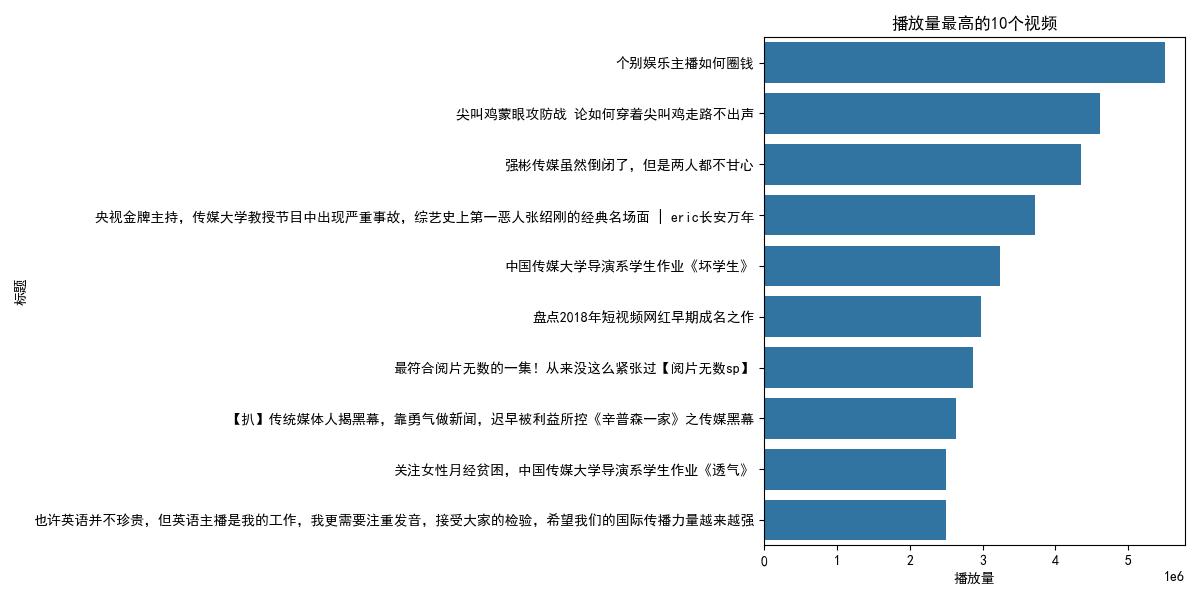 播放量最高的10个视频
个别娱乐主播如何圈钱
尖叫鸡蒙眼攻防战 论如何穿着尖叫鸡走路不出声
强彬传媒虽然倒闭了，但是两人都不甘心
央视金牌主持，传媒大学教授节目中出现严重事故，综艺史上第一恶人张绍刚的经典名场面 | eric长安万年
中国传媒大学导演系学生作业《坏学生》
盘点2018年短视频网红早期成名之作
最符合阅片无数的一集！从来没这么紧张过【阅片无数sp】
【扒】传统媒体人揭黑幕，靠勇气做新闻，迟早被利益所控《辛普森一家》之传媒黑幕
关注女性月经贫困，中国传媒大学导演系学生作业《透气》
也许英语并不珍贵，但英语主播是我的工作，我更需要注重发音，接受大家的检验，希望我们的国际传播力量越来越强
标题
0 1 2 3 4 5
播放量
1e6